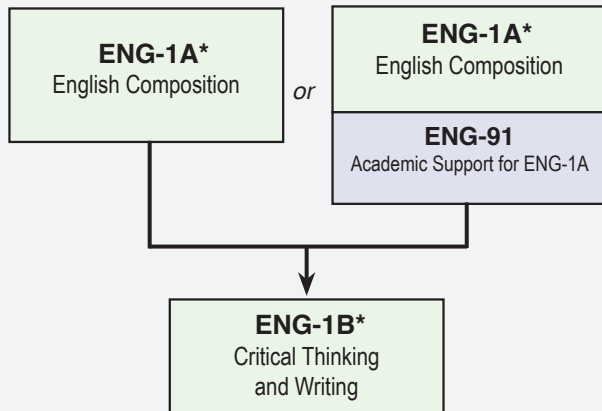 ENG-1A*
English Composition
or
ENG-1A*
English Composition
ENG-91
Academic Support for ENG-1A
ENG-1B*
Critical Thinking
and Writing